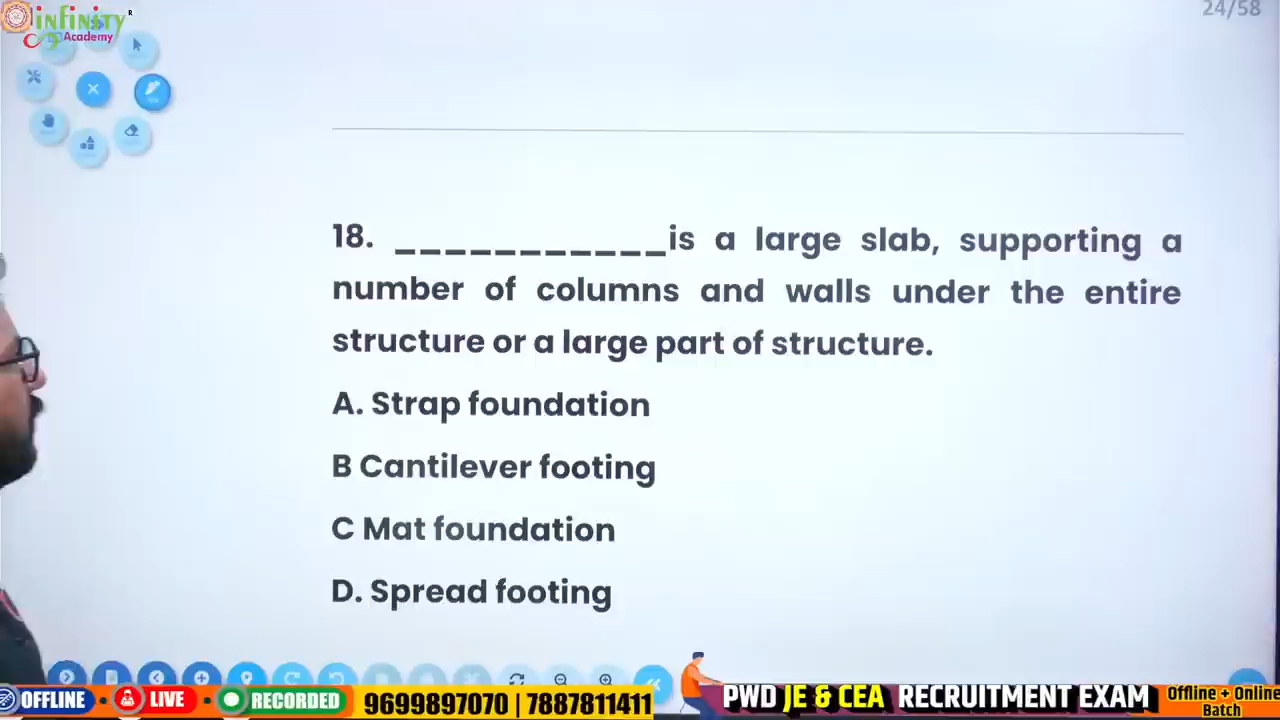 infinity
Academy
24/58
18. ___________is a large slab, supporting a
number of columns and walls under the entire
structure or a large part of structure.
A. Strap foundation
B Cantilever footing
C Mat foundation
D. Spread footing
OFFLINE LIVE RECORDED 9699897070 | 7887811411 PWD JE & CEA RECRUITMENT EXAM Offline + Online
Batch